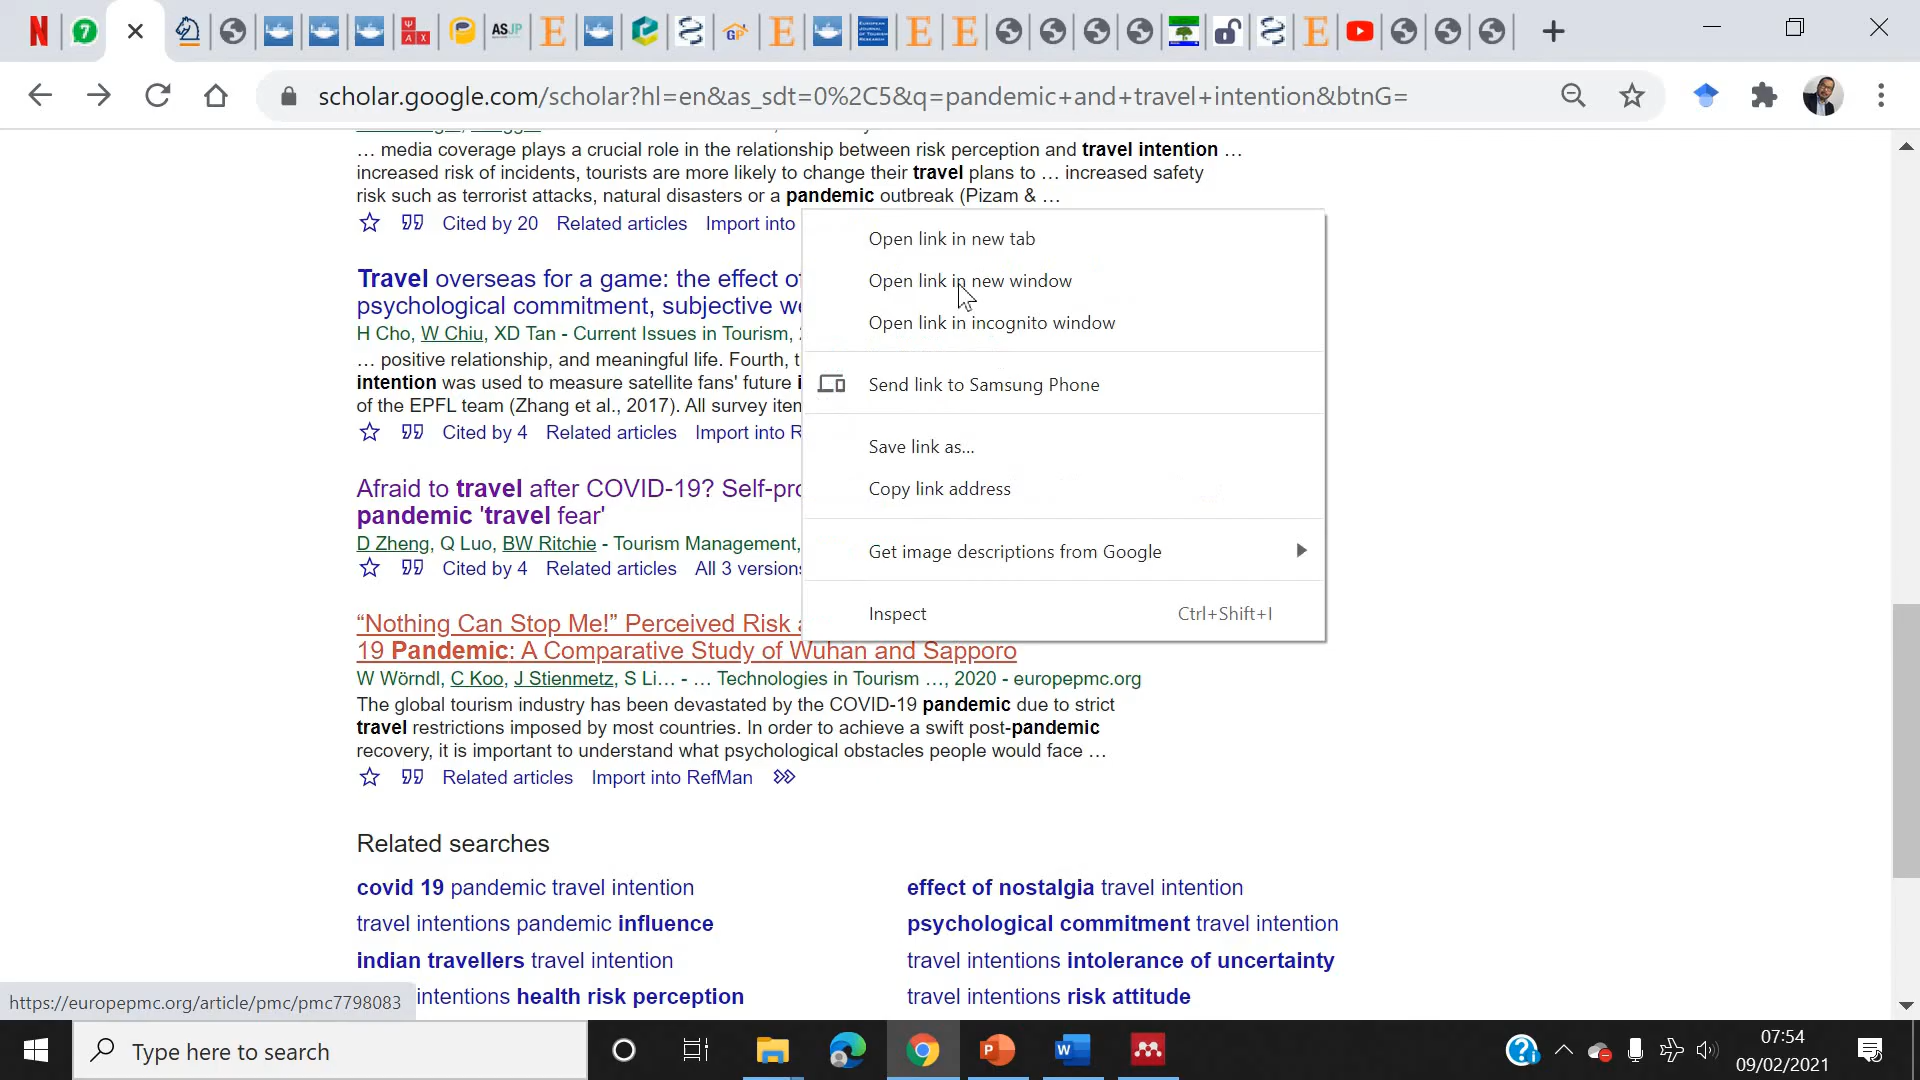 7
ASJP
GP
scholar.google.com/scholar?hl=en&as_sdt=0%2C5&q=pandemic+and+travel+intention&btnG=
… media coverage plays a crucial role in the relationship between risk perception and travel intention …
increased risk of incidents, tourists are more likely to change their travel plans to … increased safety
risk such as terrorist attacks, natural disasters or a pandemic outbreak (Pizam & …
Cited by 20 Related articles Import into
Travel overseas for a game: the effect of
psychological commitment, subjective we
H Cho, W Chiu, XD Tan - Current Issues in Tourism,
… positive relationship, and meaningful life. Fourth, t
intention was used to measure satellite fans' future i
of the EPFL team (Zhang et al., 2017). All survey iten
Cited by 4 Related articles Import into R
Afraid to travel after COVID-19? Self-pro
pandemic 'travel fear'
D Zheng, Q Luo, BW Ritchie - Tourism Management,
Cited by 4 Related articles All 3 versions
“Nothing Can Stop Me!” Perceived Risk a
19 Pandemic: A Comparative Study of Wuhan and Sapporo
W Wörndl, C Koo, J Stienmetz, S Li… - … Technologies in Tourism …, 2020 - europepmc.org
The global tourism industry has been devastated by the COVID-19 pandemic due to strict
travel restrictions imposed by most countries. In order to achieve a swift post-pandemic
recovery, it is important to understand what psychological obstacles people would face …
Related articles Import into RefMan
Open link in new tab
Open link in new window
Open link in incognito window
Send link to Samsung Phone
Save link as...
Copy link address
Get image descriptions from Google
Inspect Ctrl+Shift+I
Related searches
covid 19 pandemic travel intention
travel intentions pandemic influence
indian travellers travel intention
intentions health risk perception
effect of nostalgia travel intention
psychological commitment travel intention
travel intentions intolerance of uncertainty
travel intentions risk attitude
https://europepmc.org/article/pmc/pmc7798083
Type here to search
07:54
09/02/2021